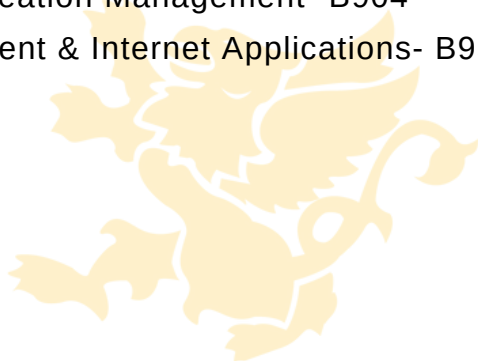 cation Management- B904
ent & Internet Applications- B9